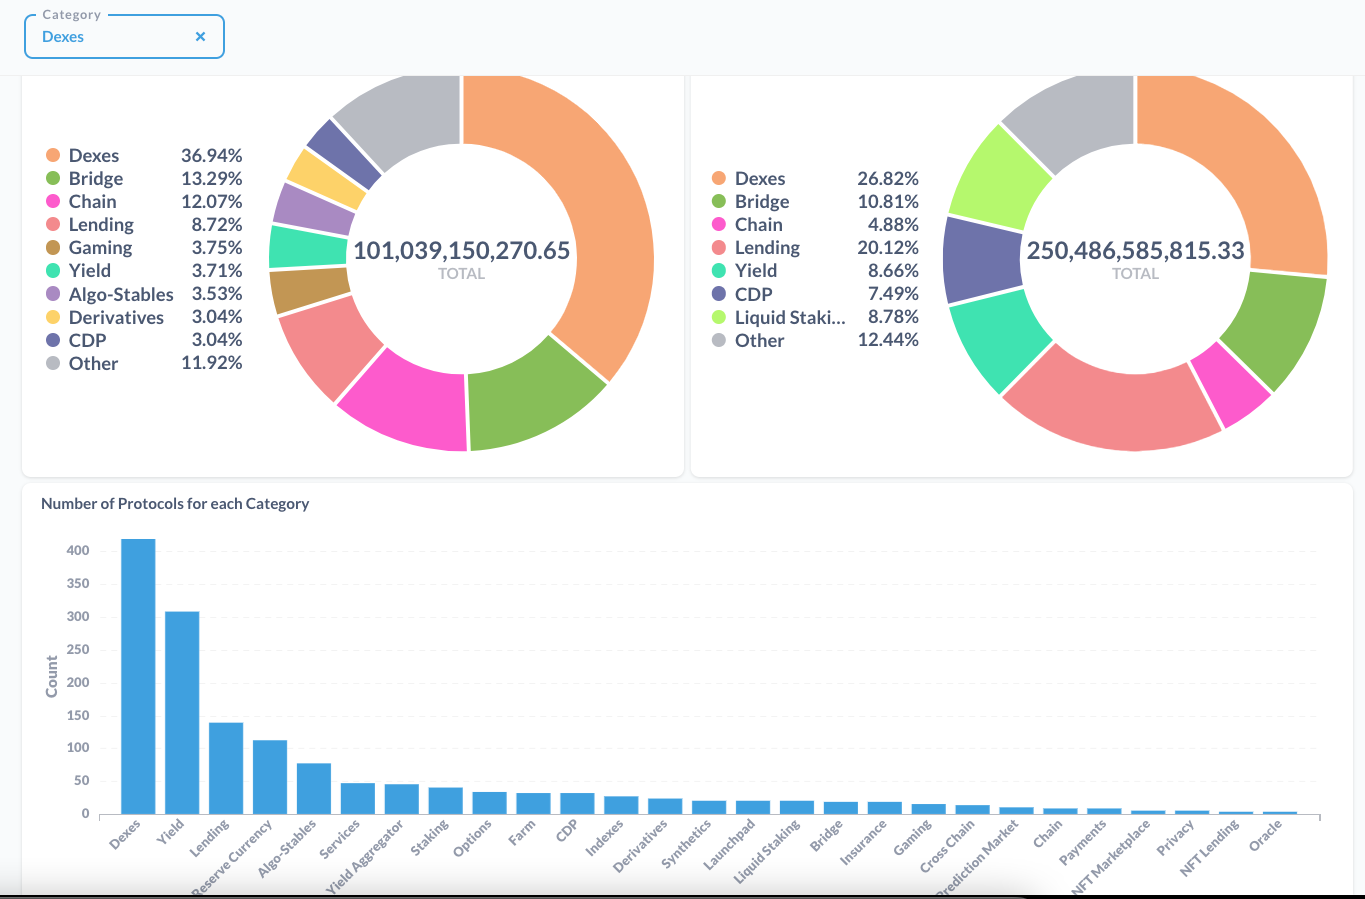 Category
Dexes ×
Dexes 36.94%
Bridge 13.29%
Chain 12.07%
Lending 8.72%
Gaming 3.75%
Yield 3.71%
Algo-Stables 3.53%
Derivatives 3.04%
CDP 3.04%
Other 11.92%
101,039,150,270.65
TOTAL
Dexes 26.82%
Bridge 10.81%
Chain 4.88%
Lending 20.12%
Yield 8.66%
CDP 7.49%
Liquid Staki... 8.78%
Other 12.44%
250,486,585,815.33
TOTAL
Number of Protocols for each Category
Count
400
350
300
250
200
150
100
50
0
Dexes
Yield
Lending
Reserve Currency
Algo-Stables
Services
Yield Aggregator
Staking
Options
Farm
CDP
Indexes
Derivatives
Synthetics
Launchpad
Liquid Staking
Bridge
Insurance
Gaming
Cross Chain
Prediction Market
Chain
Payments
NFT Marketplace
Privacy
NFT Lending
Oracle